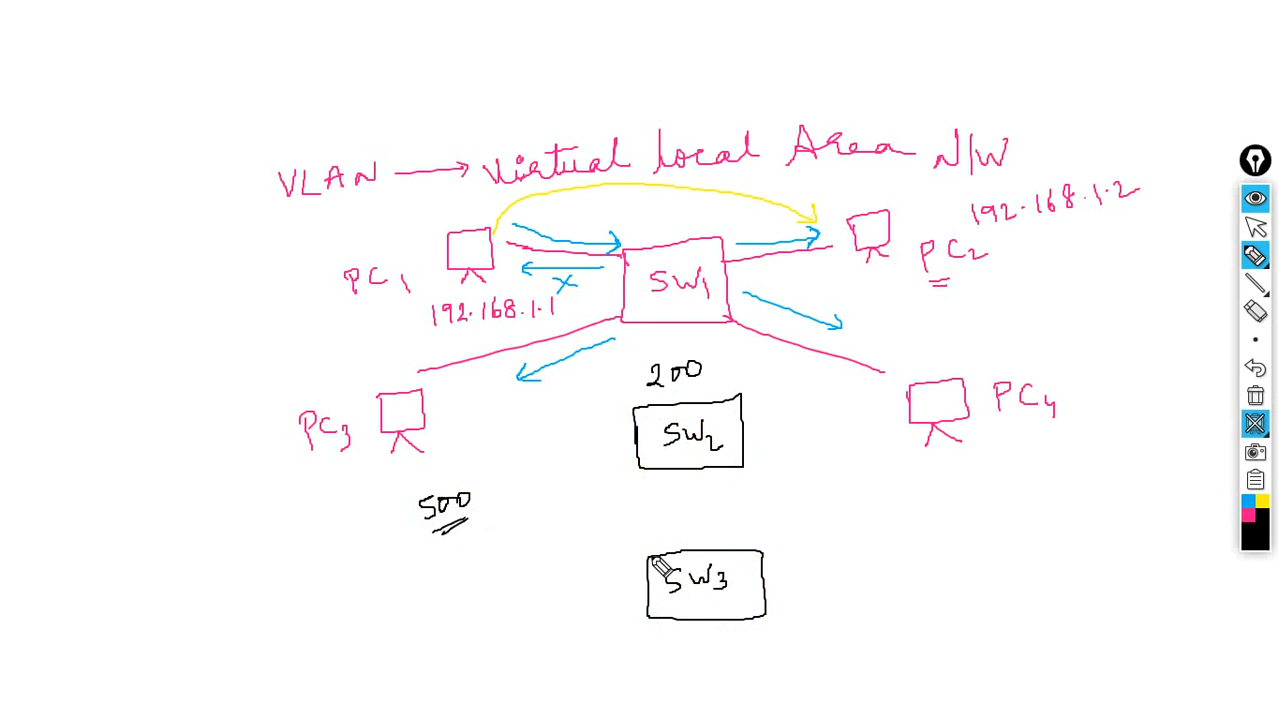 VLAN → Virtual Local Area N/W
192.168.1.2
PC1
SW1
PC2
192.168.1.1
X
200
PC3
SW2
PC4
500
SW3